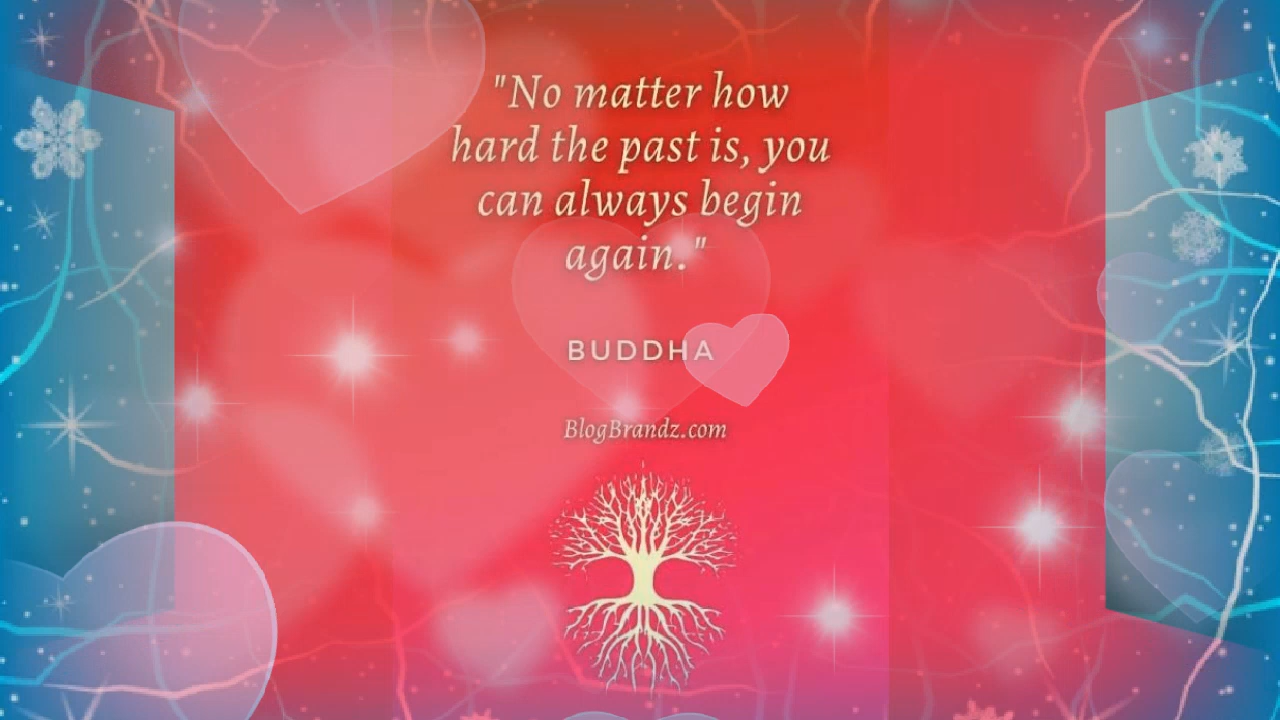 "No matter how
hard the past is, you
can always begin
again."
BUDDHA
BlogBrandz.com